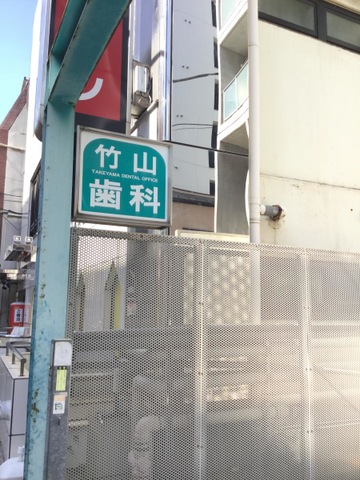 竹山
TAKEYAMA DENTAL OFFICE
歯科